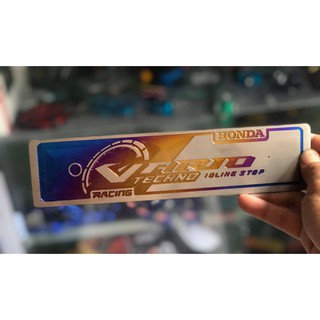 HONDA
VARIO
TECHNO IDLING STOP
RACING